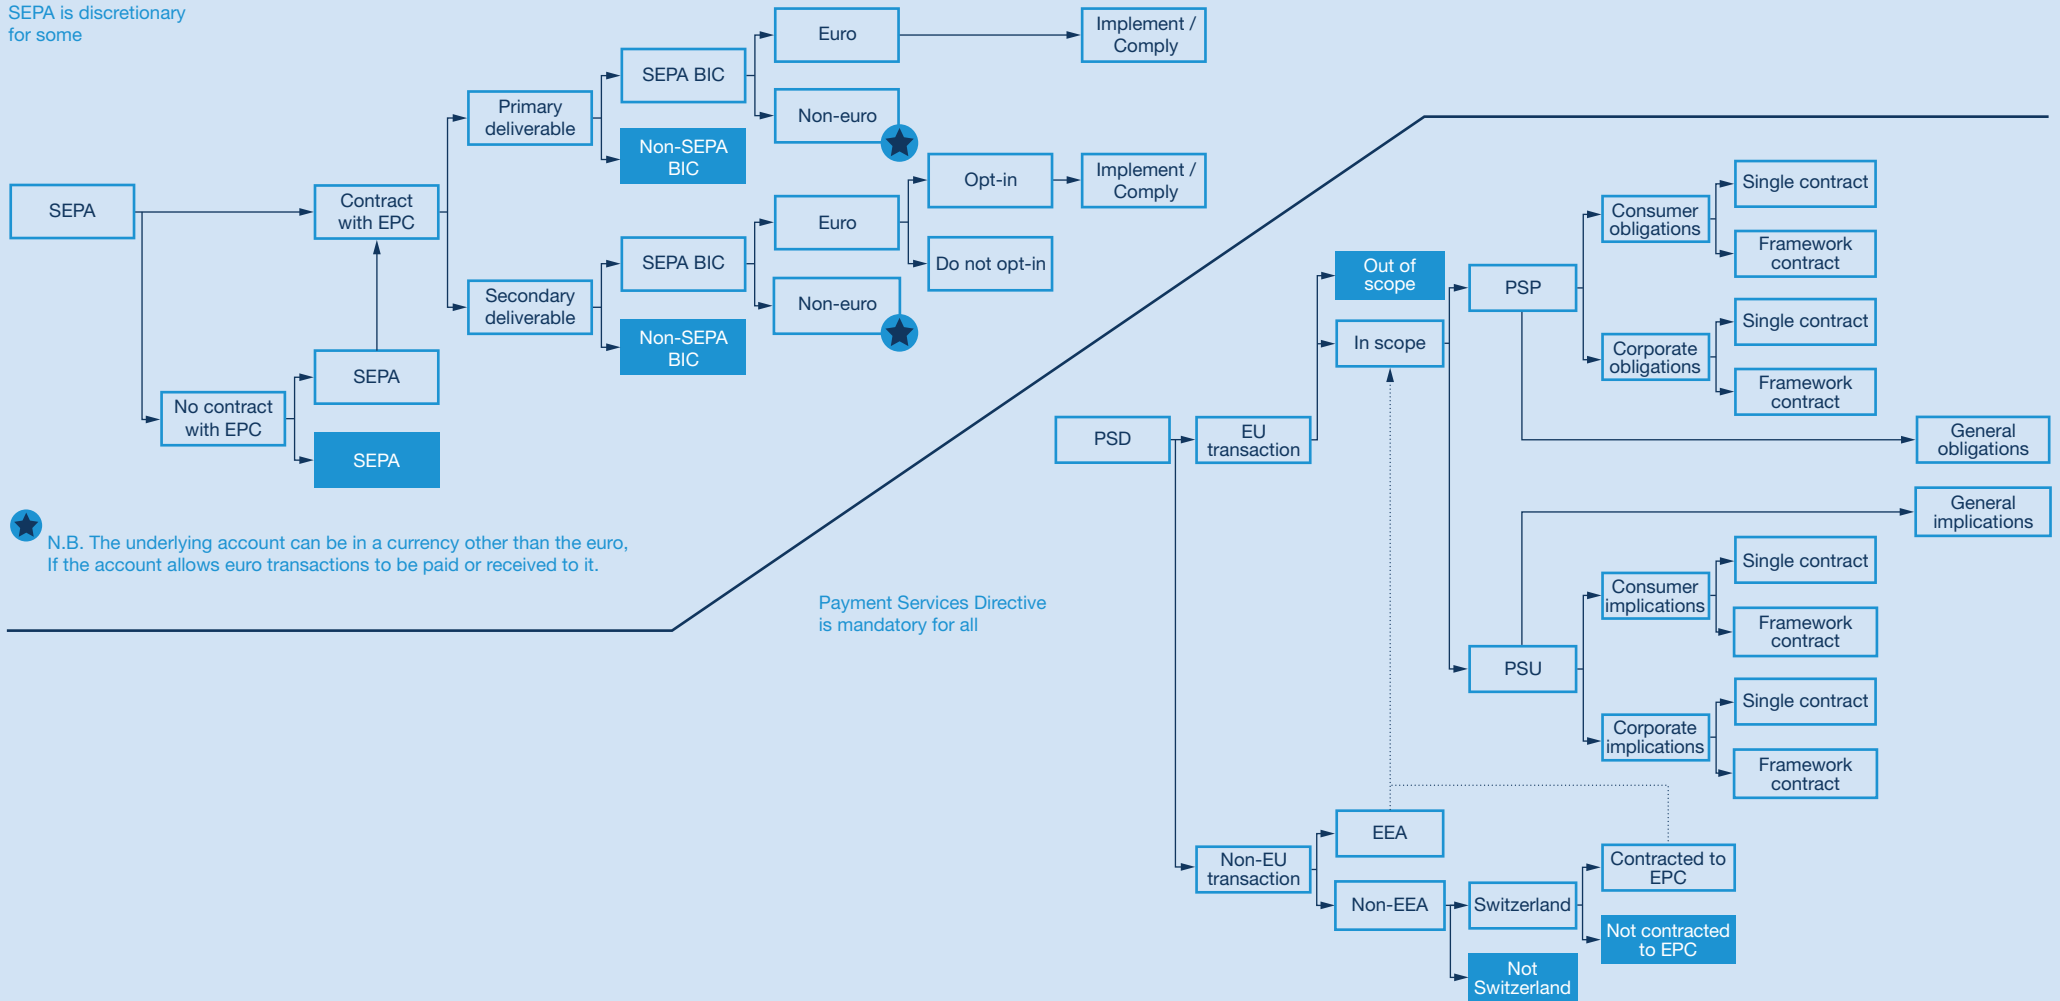 SEPA is discretionary
for some
SEPA
Contract
with EPC
No contract
with EPC
SEPA
SEPA
Primary
deliverable
Secondary
deliverable
SEPA BIC
Non-SEPA
BIC
SEPA BIC
Non-SEPA
BIC
Euro
Non-euro
Euro
Non-euro
Implement /
Comply
Opt-in
Do not opt-in
Implement /
Comply
N.B. The underlying account can be in a currency other than the euro,
If the account allows euro transactions to be paid or received to it.
Payment Services Directive
is mandatory for all
PSD
EU
transaction
Non-EU
transaction
Out of
scope
In scope
EEA
Non-EEA
PSP
PSU
Switzerland
Not
Switzerland
Consumer
obligations
Corporate
obligations
Single contract
Framework
contract
Single contract
Framework
contract
General
obligations
General
implications
Consumer
implications
Corporate
implications
Single contract
Framework
contract
Single contract
Framework
contract
Contracted to
EPC
Not contracted
to EPC